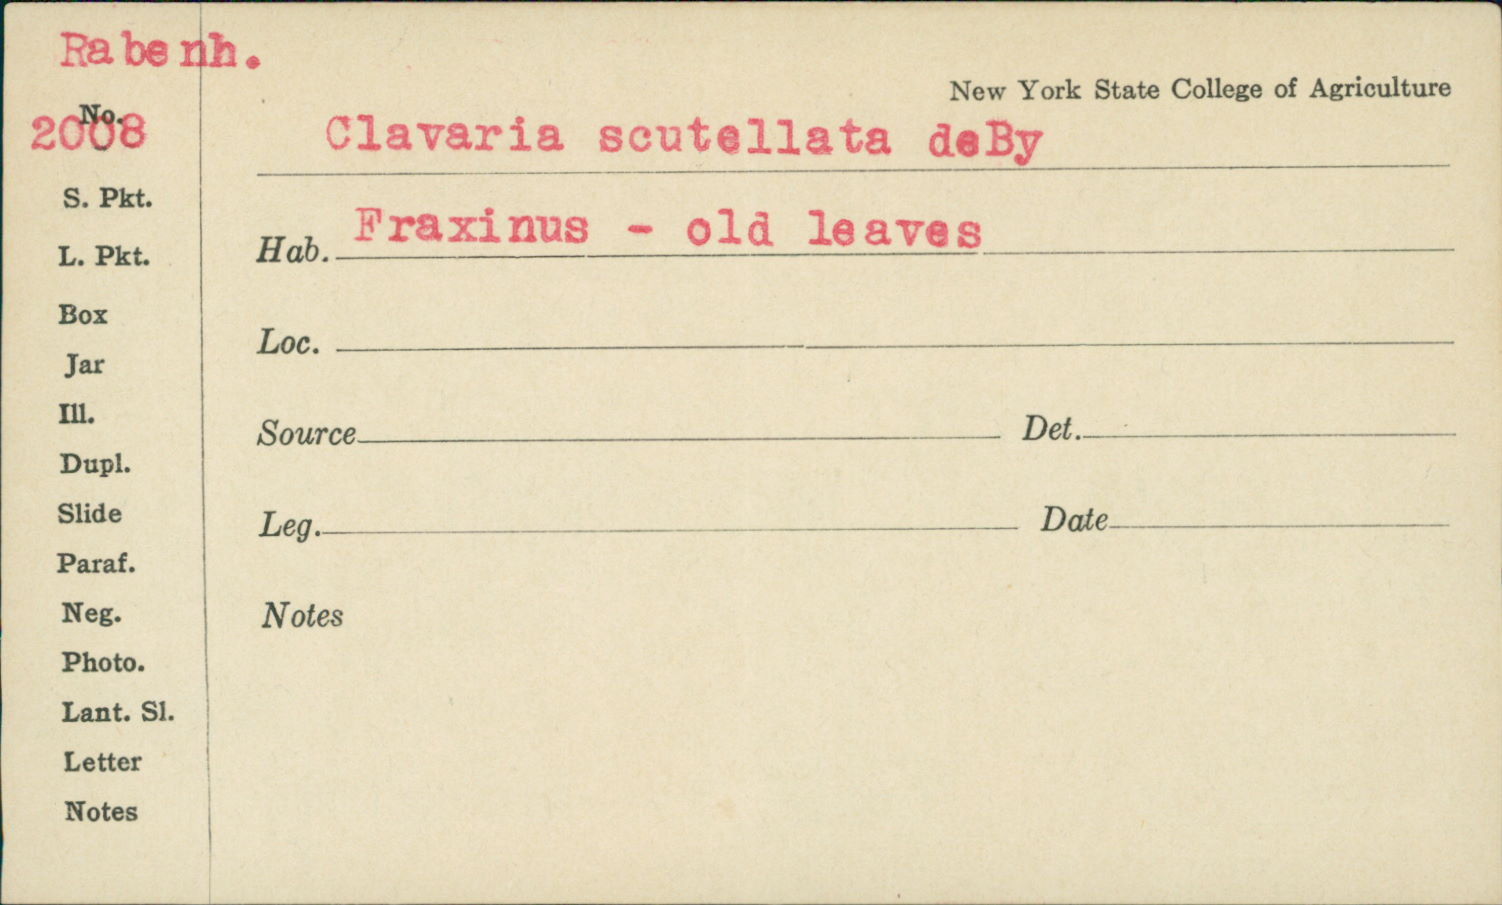 Rabenh.
New York State College of Agriculture
No.
2008
Clavaria scutellata deBy
S. Pkt.
Hab. Fraxinus - old leaves
L. Pkt.
Box
Loc.
Jar
Ill.
Source Det.
Dupl.
Slide
Leg. Date
Paraf.
Neg.
Notes
Photo.
Lant. Sl.
Letter
Notes